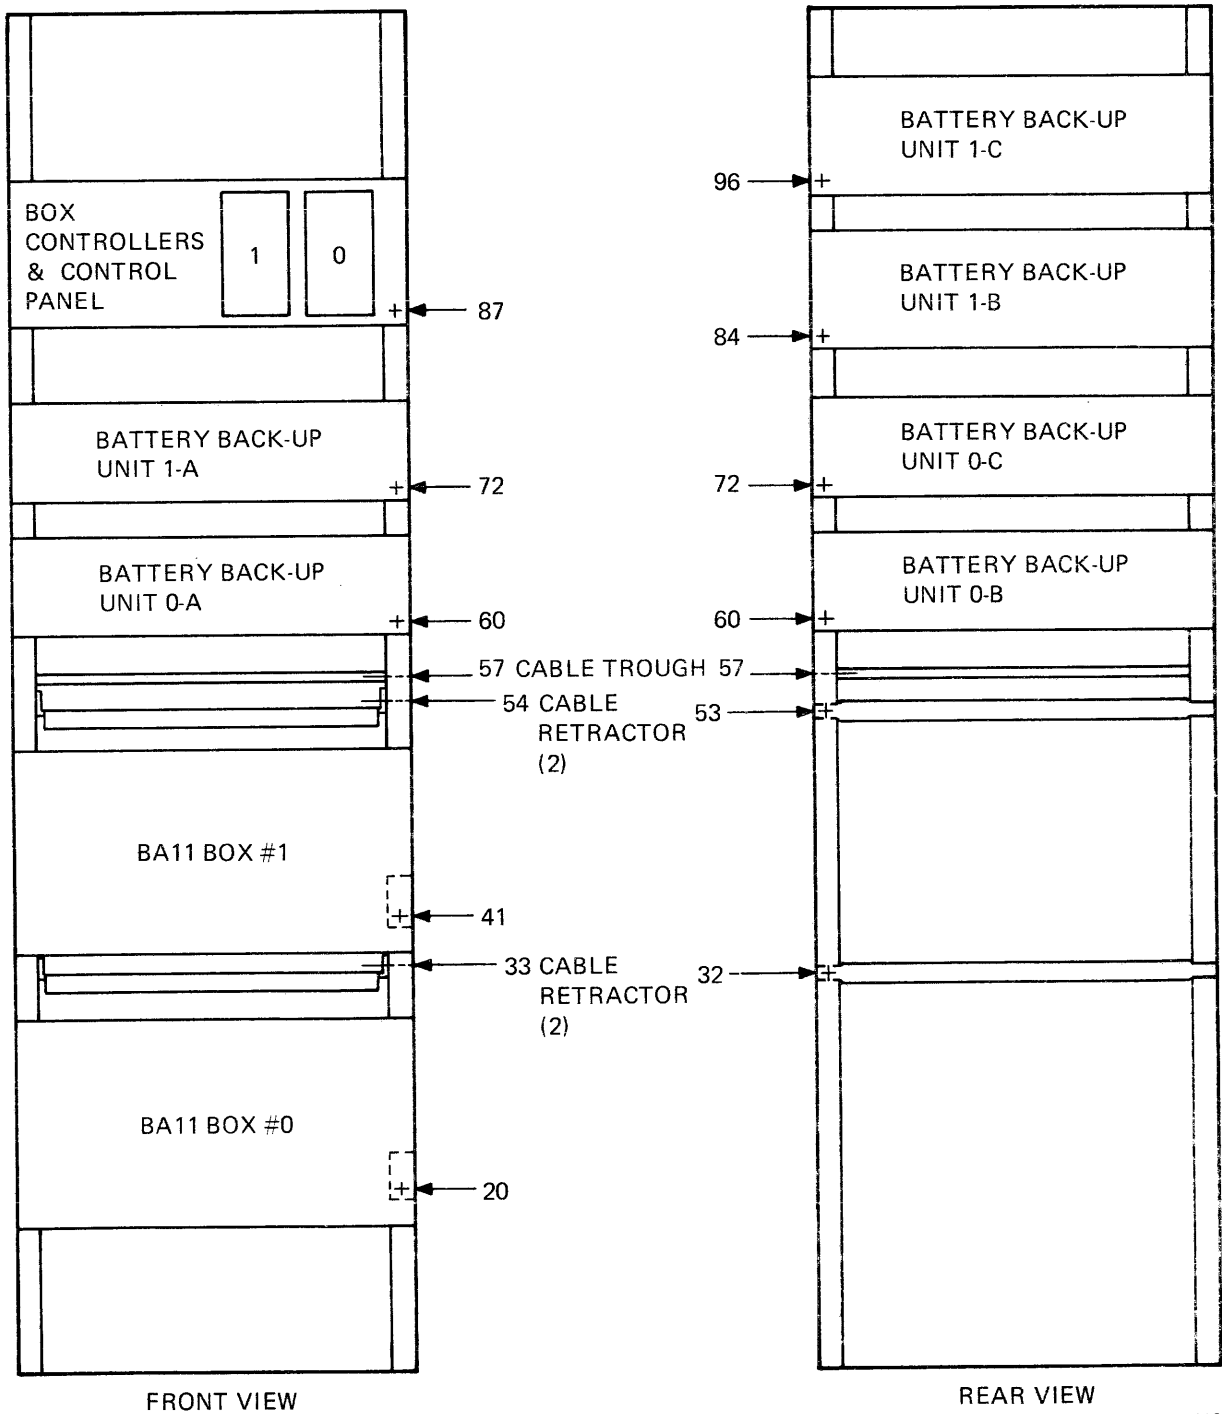 BOX
CONTROLLERS
& CONTROL
PANEL
1
0
87
BATTERY BACK-UP
UNIT 1-A
72
BATTERY BACK-UP
UNIT 0-A
60
57 CABLE TROUGH 57
54 CABLE
RETRACTOR
(2)
53
BA11 BOX #1
41
33 CABLE
RETRACTOR
(2)
32
BA11 BOX #0
20
FRONT VIEW
BATTERY BACK-UP
UNIT 1-C
96
BATTERY BACK-UP
UNIT 1-B
84
BATTERY BACK-UP
UNIT 0-C
72
BATTERY BACK-UP
UNIT 0-B
60
REAR VIEW